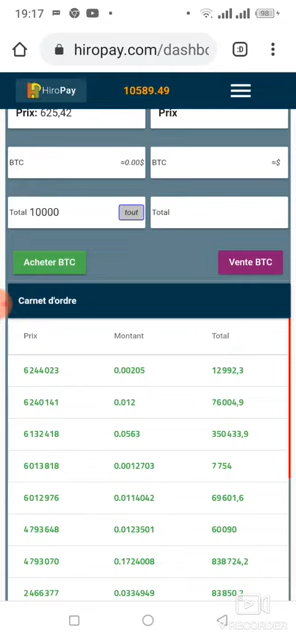 19:17
98
hiropay.com/dashbo
:D
HiroPay
10589.49
Prix: 625,42
Prix
BTC ≈0.00$
BTC ≈$
Total 10000 tout
Total
Acheter BTC
Vente BTC
Carnet d'ordre
Prix Montant Total
6244023 0.00205 12992,3
6240141 0.012 76004,9
6132418 0.0563 350433,9
6013818 0.0012703 7754
6012976 0.0114042 69601,6
4793648 0.0123501 60090
4793070 0.1724008 838724,2
2466377 0.0334949 83850,2
RECORDER